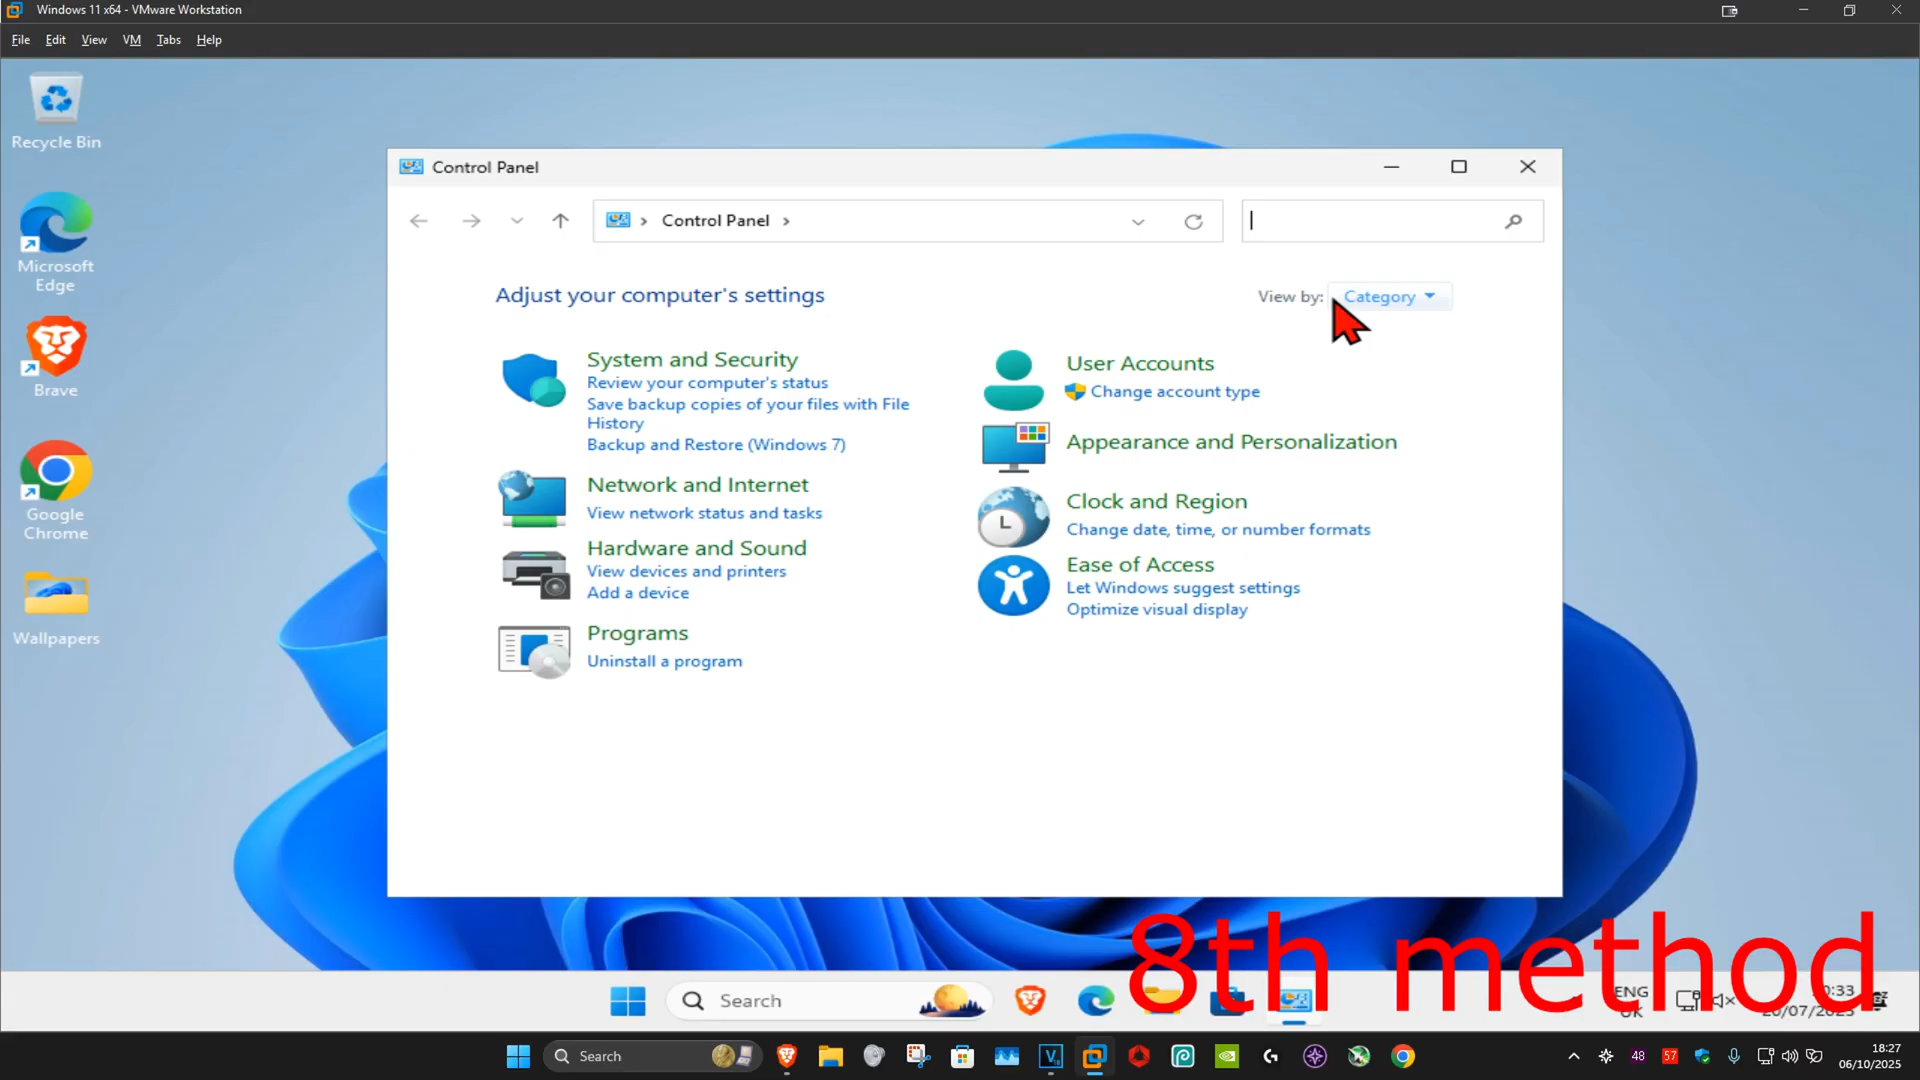 Windows 11 x64 - VMware Workstation
File Edit View VM Tabs Help
Recycle Bin
Microsoft
Edge
Brave
Google
Chrome
Wallpapers
Control Panel
Control Panel
Adjust your computer's settings
View by: Category
System and Security
Review your computer's status
Save backup copies of your files with File
History
Backup and Restore (Windows 7)
Network and Internet
View network status and tasks
Hardware and Sound
View devices and printers
Add a device
Programs
Uninstall a program
User Accounts
Change account type
Appearance and Personalization
Clock and Region
Change date, time, or number formats
Ease of Access
Let Windows suggest settings
Optimize visual display
8th method
Search
ENG
UK
Search
48
57
18:27
06/10/2025